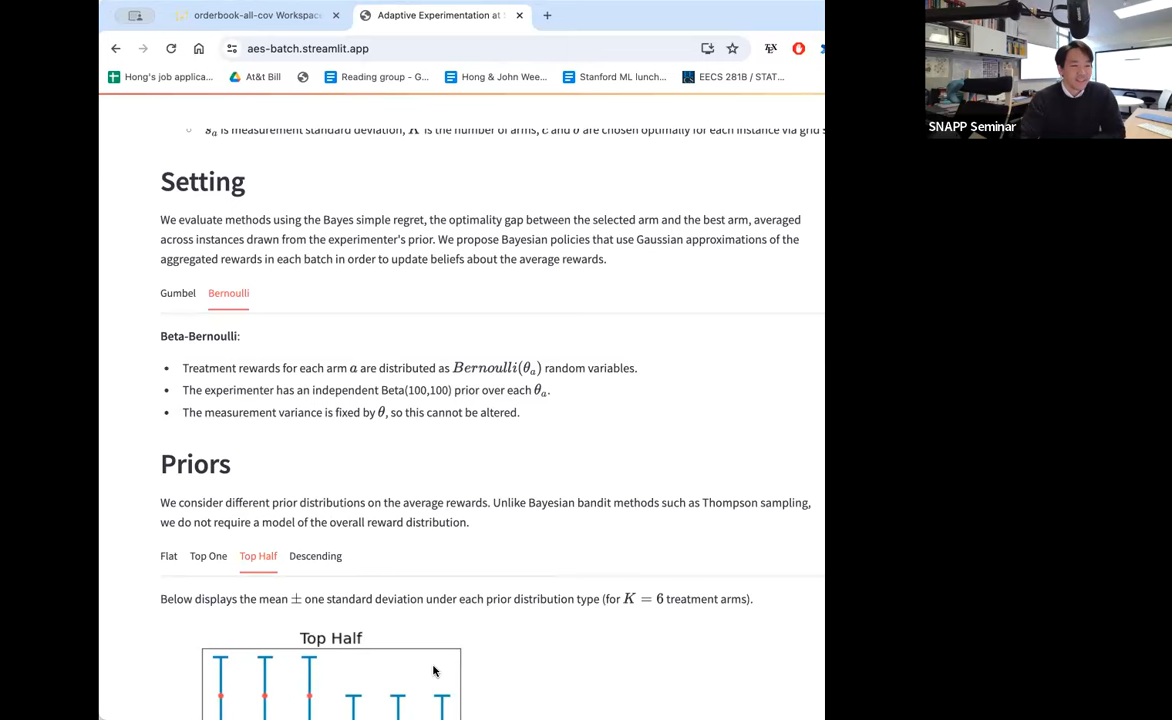 orderbook-all-cov Workspace
Adaptive Experimentation at
aes-batch.streamlit.app
Hong's job applica...
At&t Bill
Reading group - G...
Hong & John Wee...
Stanford ML lunch...
EECS 281B / STAT...
SNAPP Seminar
s_a is measurement standard deviation, K is the number of arms, c and θ are chosen optimally for each instance via grid
Setting
We evaluate methods using the Bayes simple regret, the optimality gap between the selected arm and the best arm, averaged
across instances drawn from the experimenter's prior. We propose Bayesian policies that use Gaussian approximations of the
aggregated rewards in each batch in order to update beliefs about the average rewards.
Gumbel Bernoulli
Beta-Bernoulli:
• Treatment rewards for each arm a are distributed as Bernoulli(θ_a) random variables.
• The experimenter has an independent Beta(100,100) prior over each θ_a.
• The measurement variance is fixed by θ, so this cannot be altered.
Priors
We consider different prior distributions on the average rewards. Unlike Bayesian bandit methods such as Thompson sampling,
we do not require a model of the overall reward distribution.
Flat Top One Top Half Descending
Below displays the mean ± one standard deviation under each prior distribution type (for K = 6 treatment arms).
Top Half